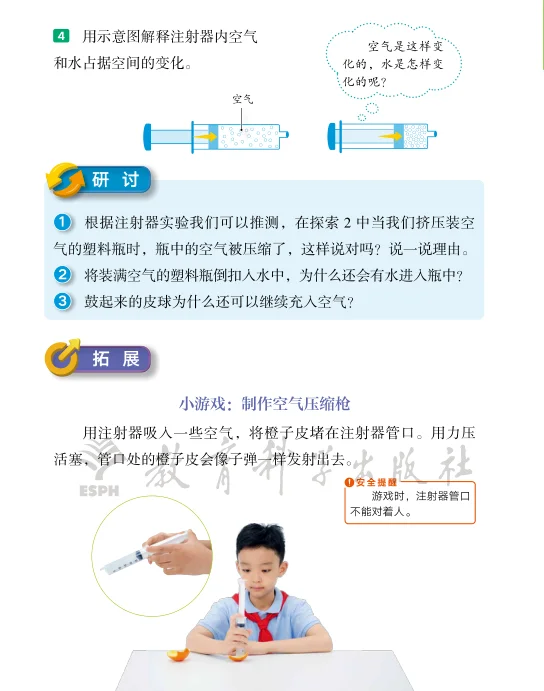 4 用示意图解释注射器内空气
和水占据空间的变化。
空气是这样变
化的，水是怎样变
化的呢？
空气
研讨
1 根据注射器实验我们可以推测，在探索 2 中当我们挤压装空
气的塑料瓶时，瓶中的空气被压缩了，这样说对吗？说一说理由。
2 将装满空气的塑料瓶倒扣入水中，为什么还会有水进入瓶中？
3 鼓起来的皮球为什么还可以继续充入空气？
拓展
小游戏：制作空气压缩枪
用注射器吸入一些空气，将橙子皮堵在注射器管口。用力压
活塞，管口处的橙子皮会像子弹一样发射出去。
ESPH 教育科学出版社
安全提醒
游戏时，注射器管口
不能对着人。